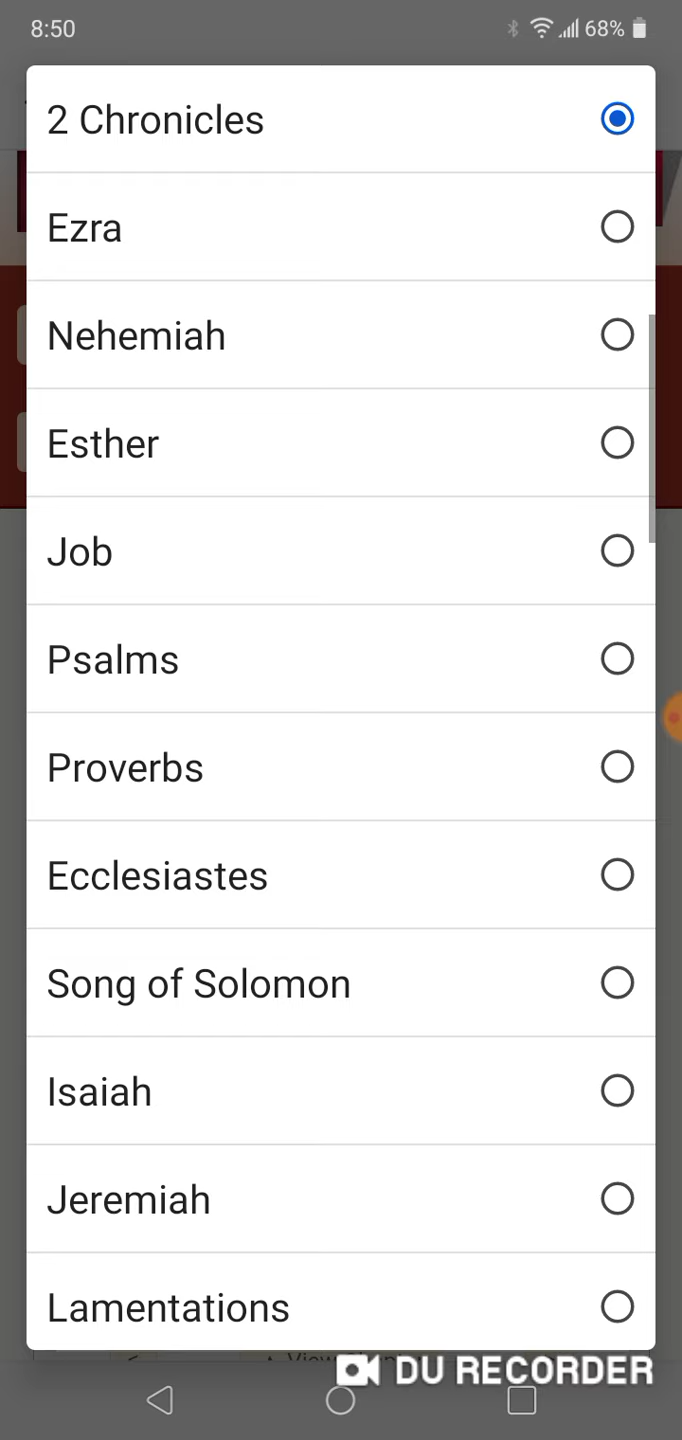 8:50
68%
2 Chronicles
Ezra
Nehemiah
Esther
Job
Psalms
Proverbs
Ecclesiastes
Song of Solomon
Isaiah
Jeremiah
Lamentations
DU RECORDER